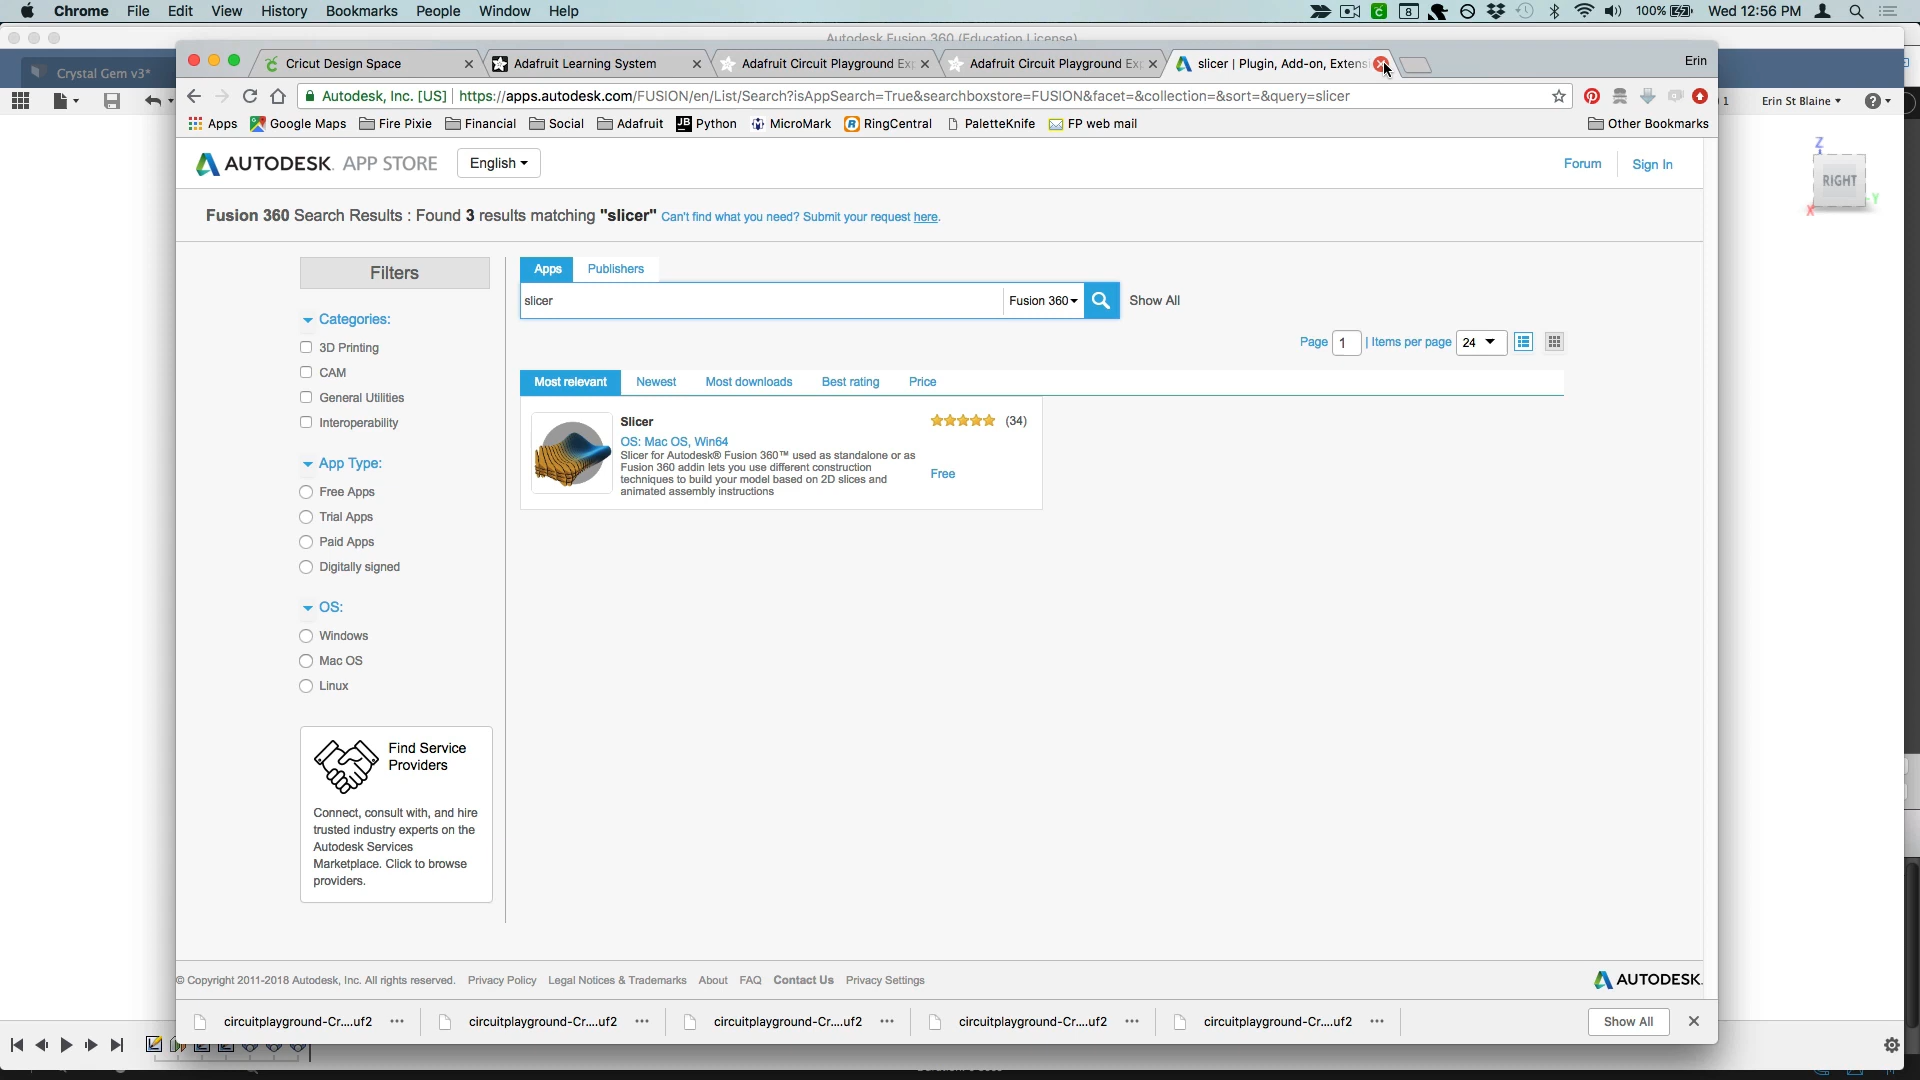 Chrome File Edit View History Bookmarks People Window Help
8 100% Wed 12:56 PM
Autodesk Fusion 360 (Education License)
Crystal Gem v3*
Cricut Design Space
Adafruit Learning System
Adafruit Circuit Playground Exp
Adafruit Circuit Playground Exp
slicer | Plugin, Add-on, Extens
Erin
Autodesk, Inc. [US] https://apps.autodesk.com/FUSION/en/List/Search?isAppSearch=True&searchboxstore=FUSION&facet=&collection=&sort=&query=slicer
1 Erin St Blaine
Apps Google Maps Fire Pixie Financial Social Adafruit Python MicroMark RingCentral PaletteKnife FP web mail Other Bookmarks
AUTODESK. APP STORE English Forum Sign In
Z
RIGHT
X Y
Fusion 360 Search Results : Found 3 results matching "slicer" Can't find what you need? Submit your request here.
Filters
Apps Publishers
slicer Fusion 360 Show All
Categories:
3D Printing
CAM
General Utilities
Interoperability
Page 1 | Items per page 24
Most relevant Newest Most downloads Best rating Price
Slicer (34)
OS: Mac OS, Win64
Slicer for Autodesk® Fusion 360™ used as standalone or as
Fusion 360 addin lets you use different construction
techniques to build your model based on 2D slices and
animated assembly instructions
Free
App Type:
Free Apps
Trial Apps
Paid Apps
Digitally signed
OS:
Windows
Mac OS
Linux
Find Service
Providers
Connect, consult with, and hire
trusted industry experts on the
Autodesk Services
Marketplace. Click to browse
providers.
© Copyright 2011-2018 Autodesk, Inc. All rights reserved. Privacy Policy Legal Notices & Trademarks About FAQ Contact Us Privacy Settings
AUTODESK.
circuitplayground-Cr....uf2
circuitplayground-Cr....uf2
circuitplayground-Cr....uf2
circuitplayground-Cr....uf2
circuitplayground-Cr....uf2
Show All